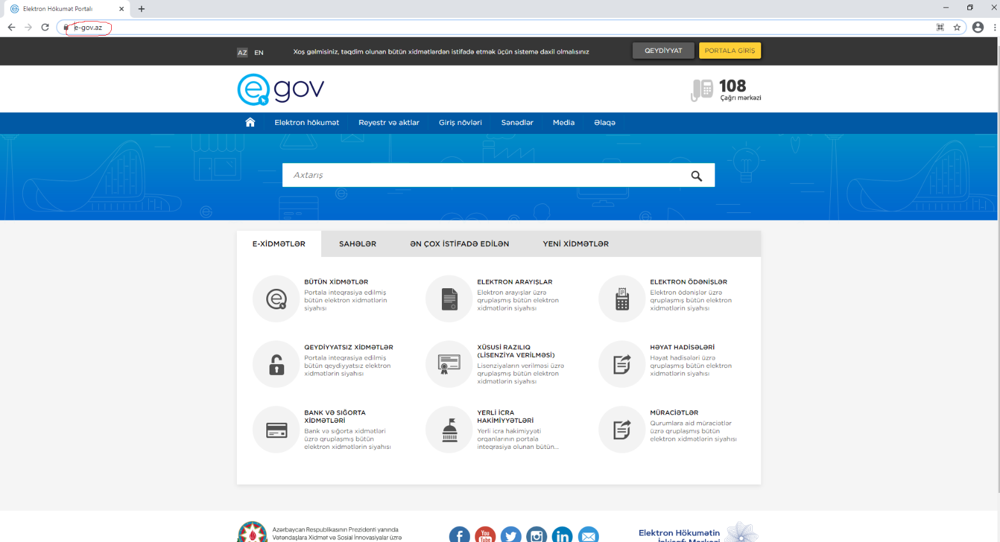 Elektron Hökumət Portalı
e-gov.az
AZ EN
Xoş gəlmisiniz, təqdim olunan bütün xidmətlərdən istifadə etmək üçün sistemə daxil olmalısınız
QEYDİYYAT
PORTALA GİRİŞ
e gov
108
Çağrı mərkəzi
Elektron hökumət
Reyestr və aktlar
Giriş növləri
Sənədlər
Media
Əlaqə
Axtarış
E-XİDMƏTLƏR
SAHƏLƏR
ƏN ÇOX İSTİFADƏ EDİLƏN
YENİ XİDMƏTLƏR
BÜTÜN XİDMƏTLƏR
Portala inteqrasiya edilmiş
bütün elektron xidmətlərin
siyahısı
ELEKTRON ARAYIŞLAR
Elektron arayışlar üzrə
qruplaşmış bütün elektron
xidmətlərin siyahısı
ELEKTRON ÖDƏNİŞLƏR
Elektron ödənişlər üzrə
qruplaşmış bütün elektron
xidmətlərin siyahısı
QEYDİYYATSIZ XİDMƏTLƏR
Portala inteqrasiya edilmiş
bütün qeydiyyatsız elektron
xidmətlərin siyahısı
XÜSUSİ RAZILIQ
(LİSENZİYA VERİLMƏSİ)
Lisenziyaların verilməsi üzrə
qruplaşmış bütün elektron
xidmətlərin siyahısı
HƏYAT HADİSƏLƏRİ
Həyat hadisələri üzrə
qruplaşmış bütün elektron
xidmətlərin siyahısı
BANK VƏ SIĞORTA
XİDMƏTLƏRİ
Bank və sığorta xidmətləri
üzrə qruplaşmış bütün
elektron xidmətlərin siyahısı
YERLİ İCRA
HAKİMİYYƏTLƏRİ
Yerli icra hakimiyyəti
orqanlarının portala
inteqrasiya olunan bütün...
MÜRACİƏTLƏR
Qurumlara aid müraciətlər
üzrə qruplaşmış bütün
elektron xidmətlərin siyahısı
Azərbaycan Respublikasının Prezidenti yanında
Vətəndaşlara Xidmət və Sosial İnnovasiyalar üzrə
You
Tube
Elektron Hökumətin
İnkişafı Mərkəzi